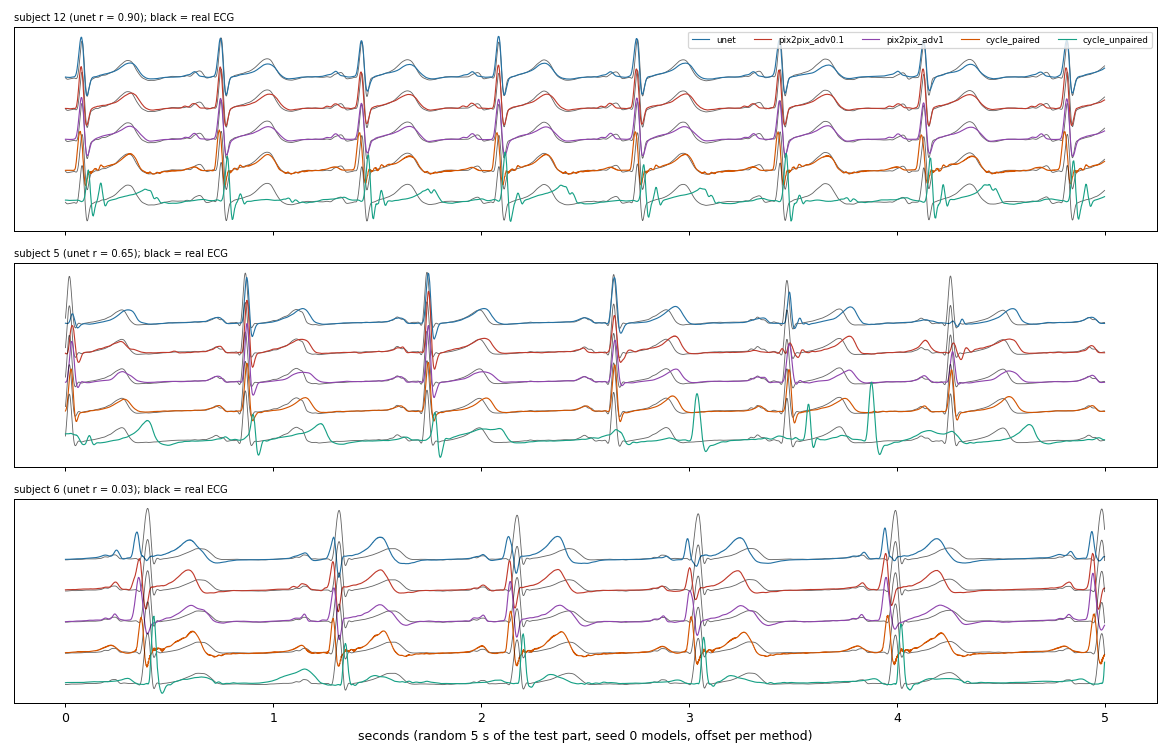 subject 12 (unet r = 0.90); black = real ECG
unet pix2pix_adv0.1 pix2pix_adv1 cycle_paired cycle_unpaired
subject 5 (unet r = 0.65); black = real ECG
subject 6 (unet r = 0.03); black = real ECG
0 1 2 3 4 5
seconds (random 5 s of the test part, seed 0 models, offset per method)